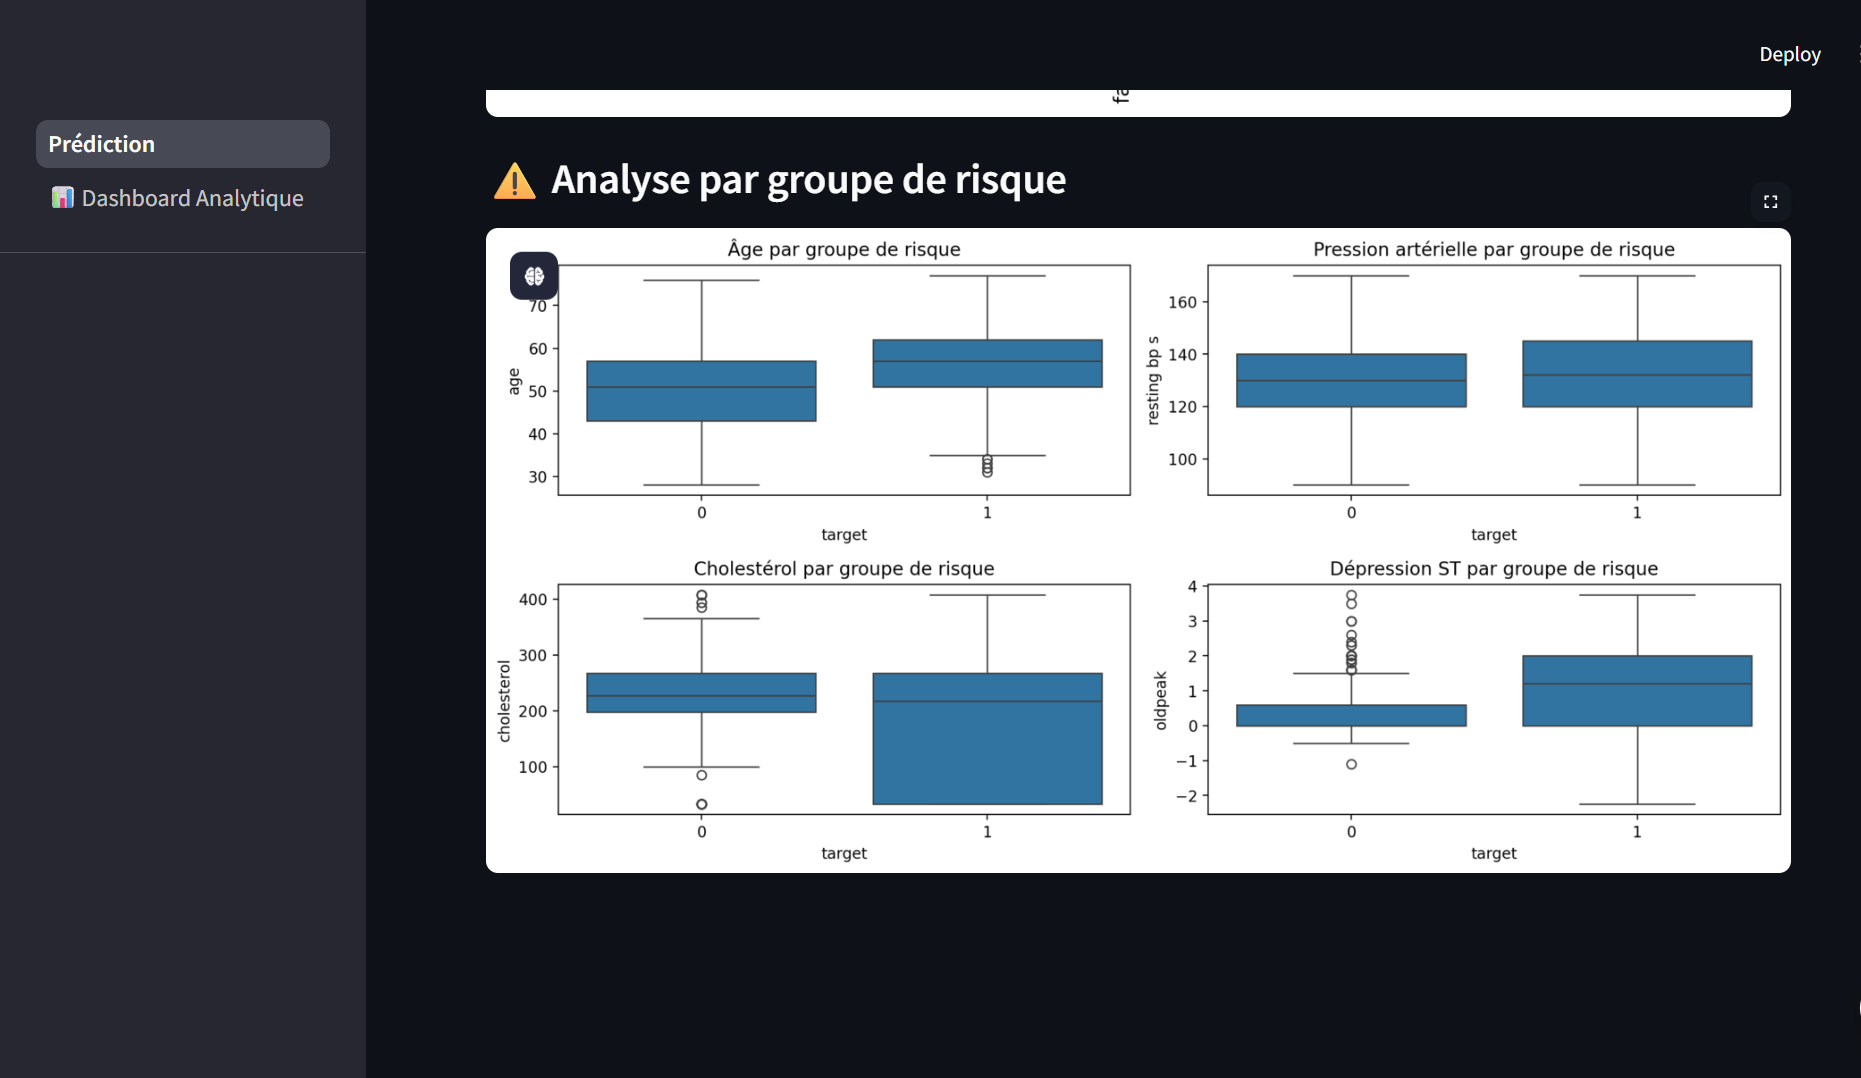 Deploy
Prédiction
Dashboard Analytique
Analyse par groupe de risque
Âge par groupe de risque
70
60
50
40
30
age
0
1
target
Pression artérielle par groupe de risque
160
140
120
100
resting bp s
0
1
target
Cholestérol par groupe de risque
400
300
200
100
cholesterol
0
1
target
Dépression ST par groupe de risque
4
3
2
1
0
−1
−2
oldpeak
0
1
target